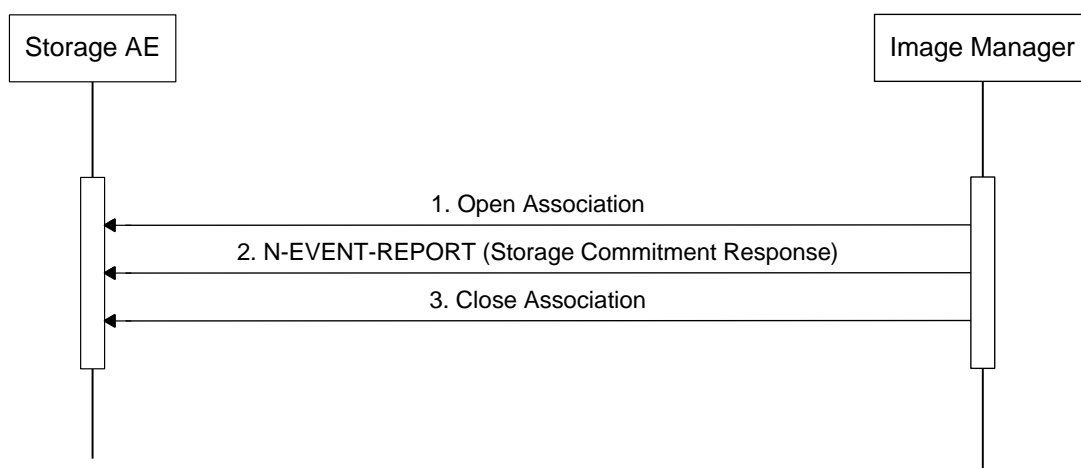 Storage AE
Image Manager
1. Open Association
2. N-EVENT-REPORT (Storage Commitment Response)
3. Close Association